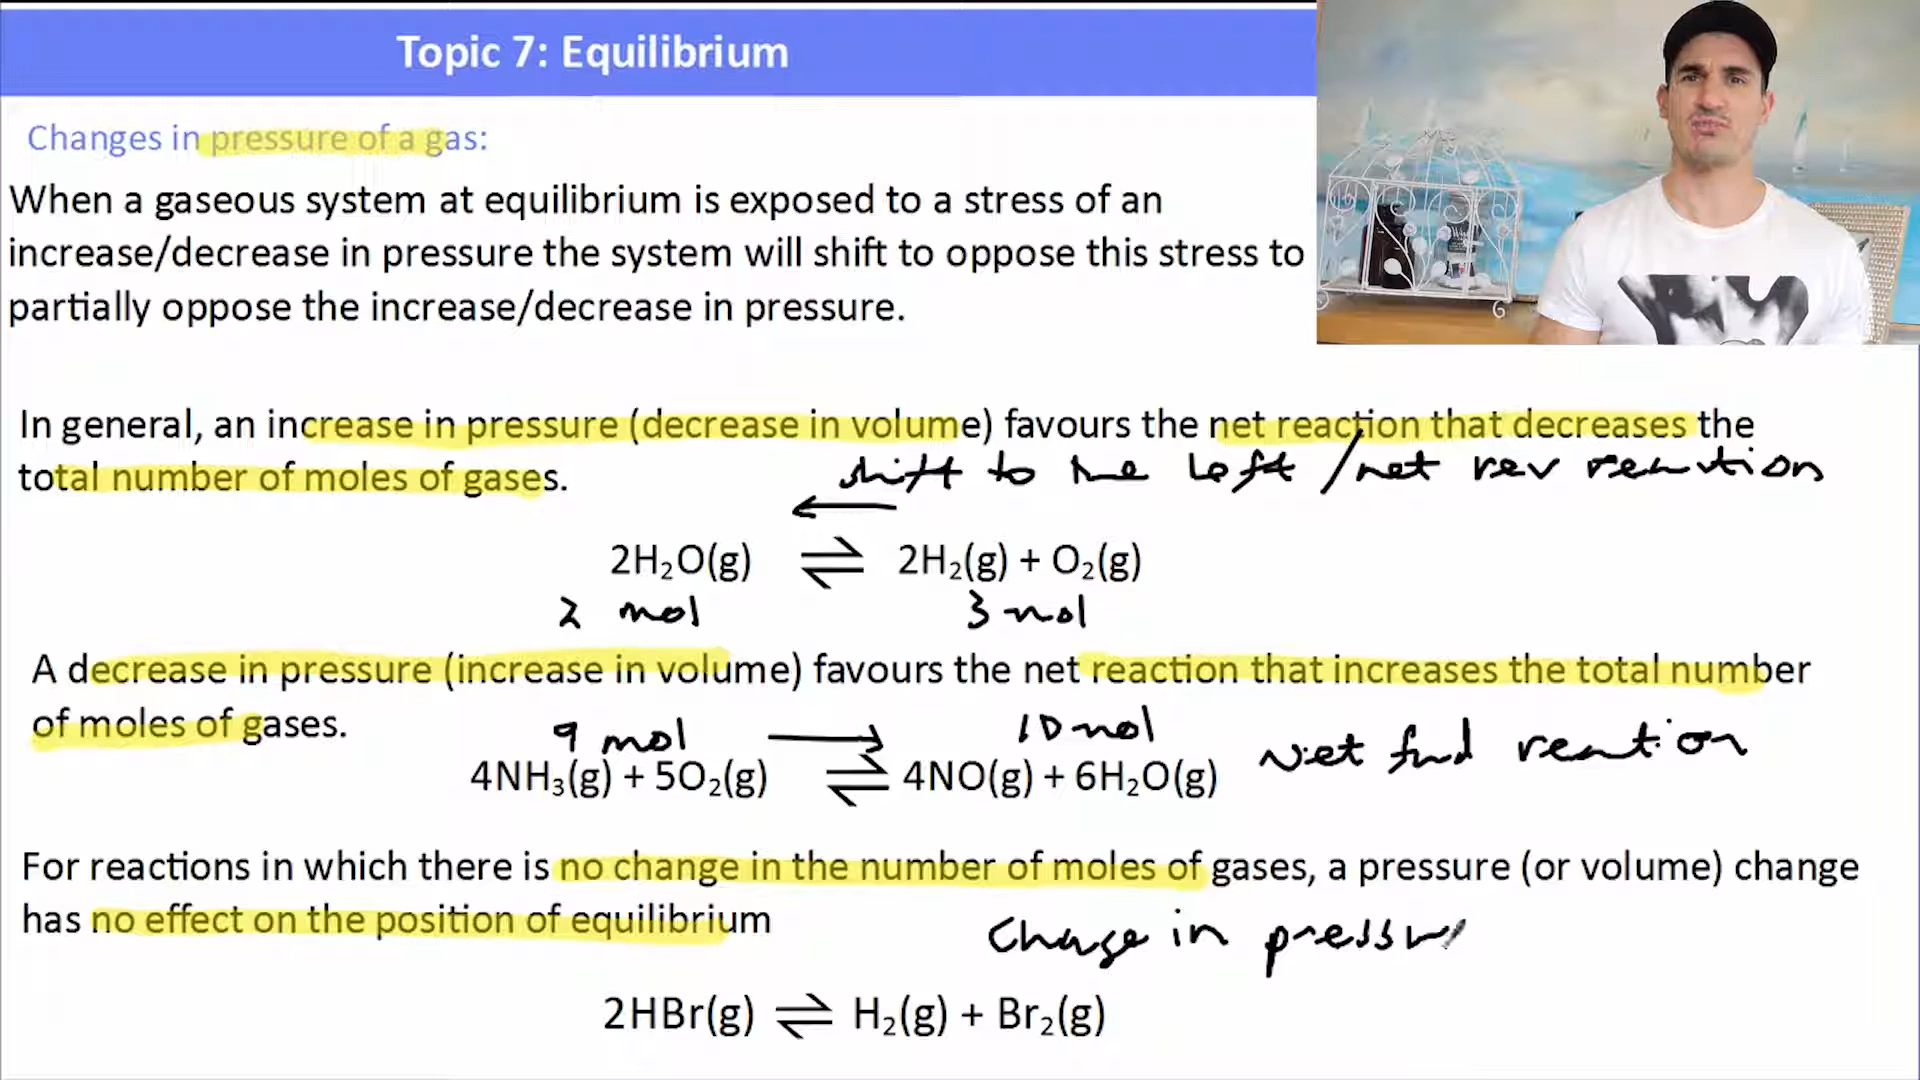 Topic 7: Equilibrium
Changes in pressure of a gas:
When a gaseous system at equilibrium is exposed to a stress of an
increase/decrease in pressure the system will shift to oppose this stress to
partially oppose the increase/decrease in pressure.
In general, an increase in pressure (decrease in volume) favours the net reaction that decreases the
total number of moles of gases.
shift to the left / net rev reaction
←
2H₂O(g) ⇌ 2H₂(g) + O₂(g)
2 mol 3 mol
A decrease in pressure (increase in volume) favours the net reaction that increases the total number
of moles of gases.
9 mol → 10 mol
4NH₃(g) + 5O₂(g) ⇌ 4NO(g) + 6H₂O(g) Net fwd reaction
For reactions in which there is no change in the number of moles of gases, a pressure (or volume) change
has no effect on the position of equilibrium
Change in
2HBr(g) ⇌ H₂(g) + Br₂(g)